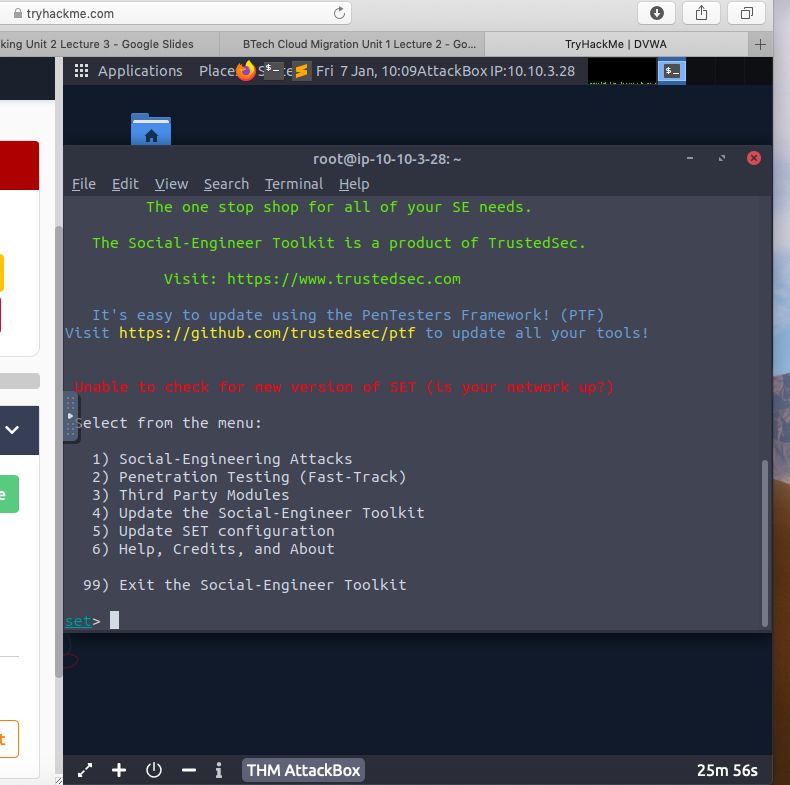 tryhackme.com
king Unit 2 Lecture 3 - Google Slides
BTech Cloud Migration Unit 1 Lecture 2 - Go...
TryHackMe | DVWA
Applications
Fri 7 Jan, 10:09AttackBox IP:10.10.3.28
root@ip-10-10-3-28: ~
File Edit View Search Terminal Help
The one stop shop for all of your SE needs.
The Social-Engineer Toolkit is a product of TrustedSec.
Visit: https://www.trustedsec.com
It's easy to update using the PenTesters Framework! (PTF)
Visit https://github.com/trustedsec/ptf to update all your tools!
Unable to check for new version of SET (is your network up?)
Select from the menu:
1) Social-Engineering Attacks
2) Penetration Testing (Fast-Track)
3) Third Party Modules
4) Update the Social-Engineer Toolkit
5) Update SET configuration
6) Help, Credits, and About
99) Exit the Social-Engineer Toolkit
set>
e
t
THM AttackBox
25m 56s